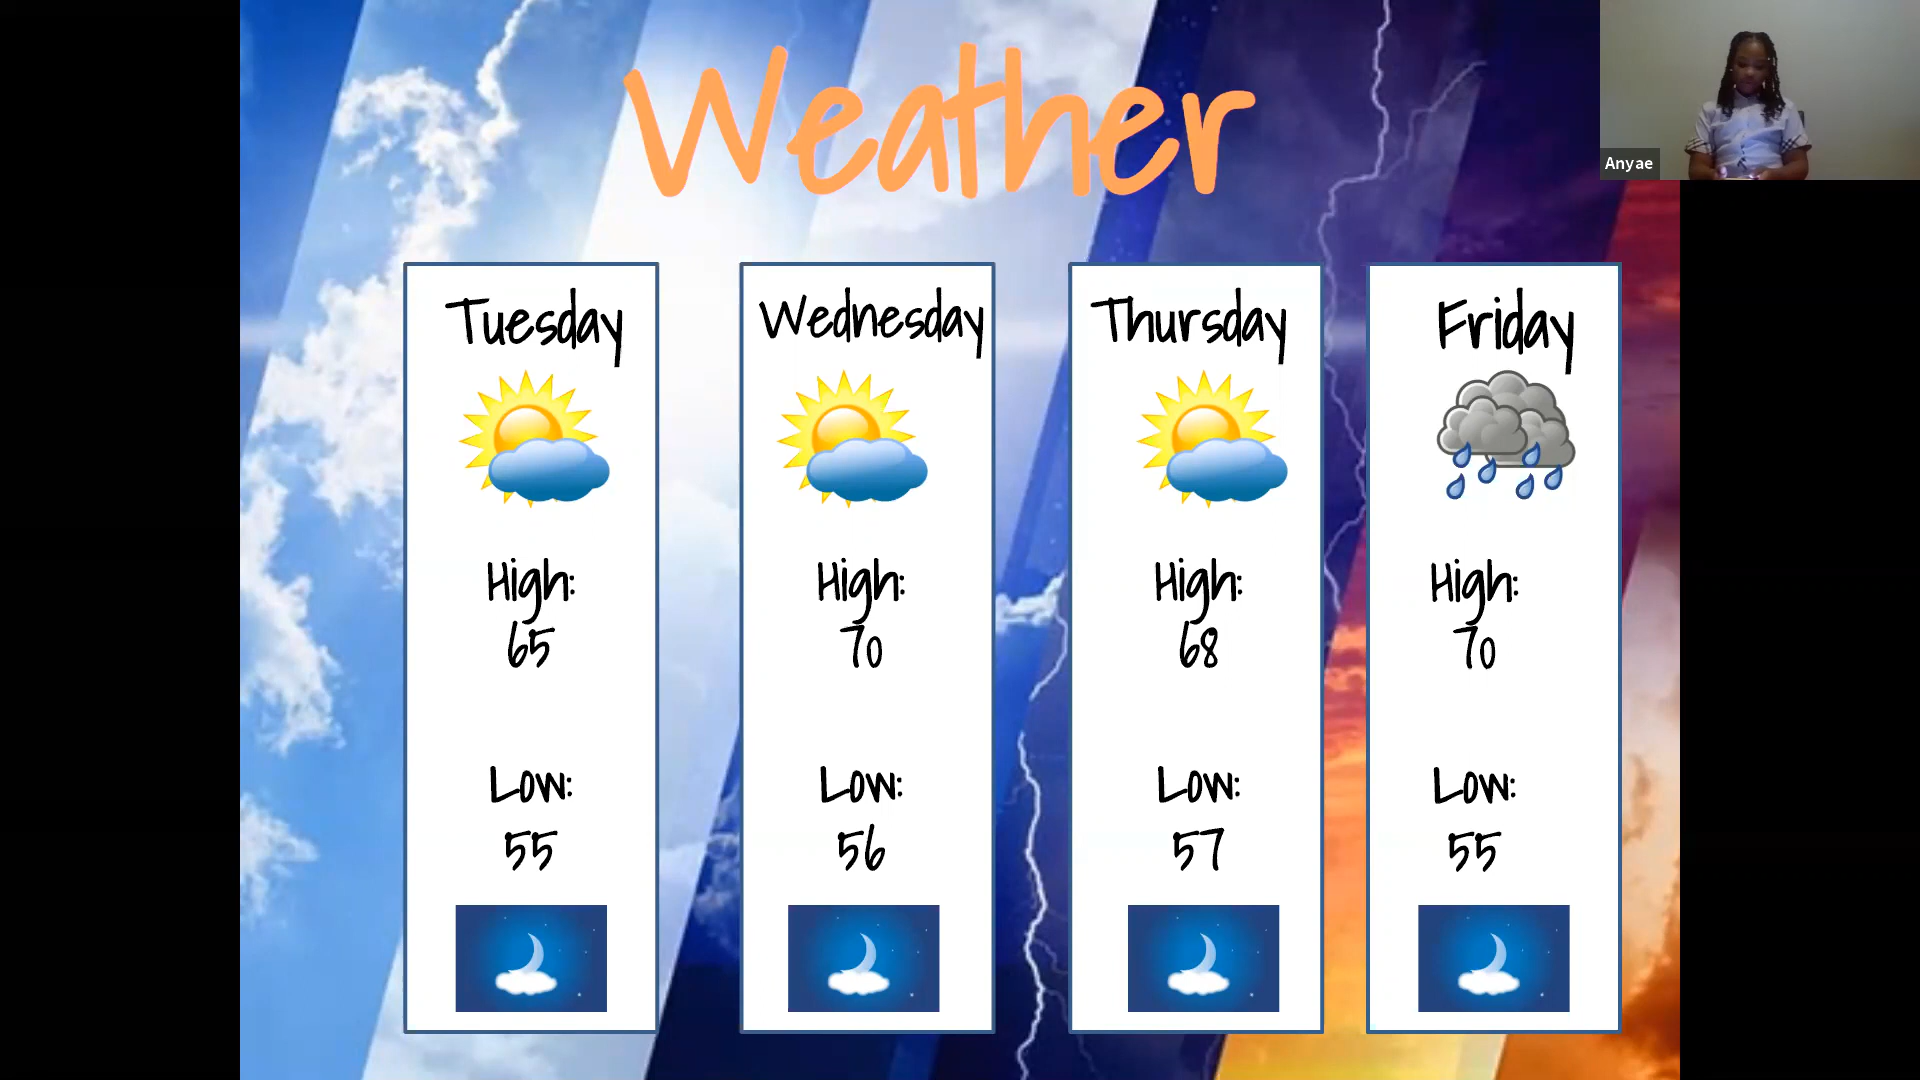 Weather
Anyae
Tuesday
High:
65
Low:
55
Wednesday
High:
70
Low:
56
Thursday
High:
68
Low:
57
Friday
High:
70
Low:
55